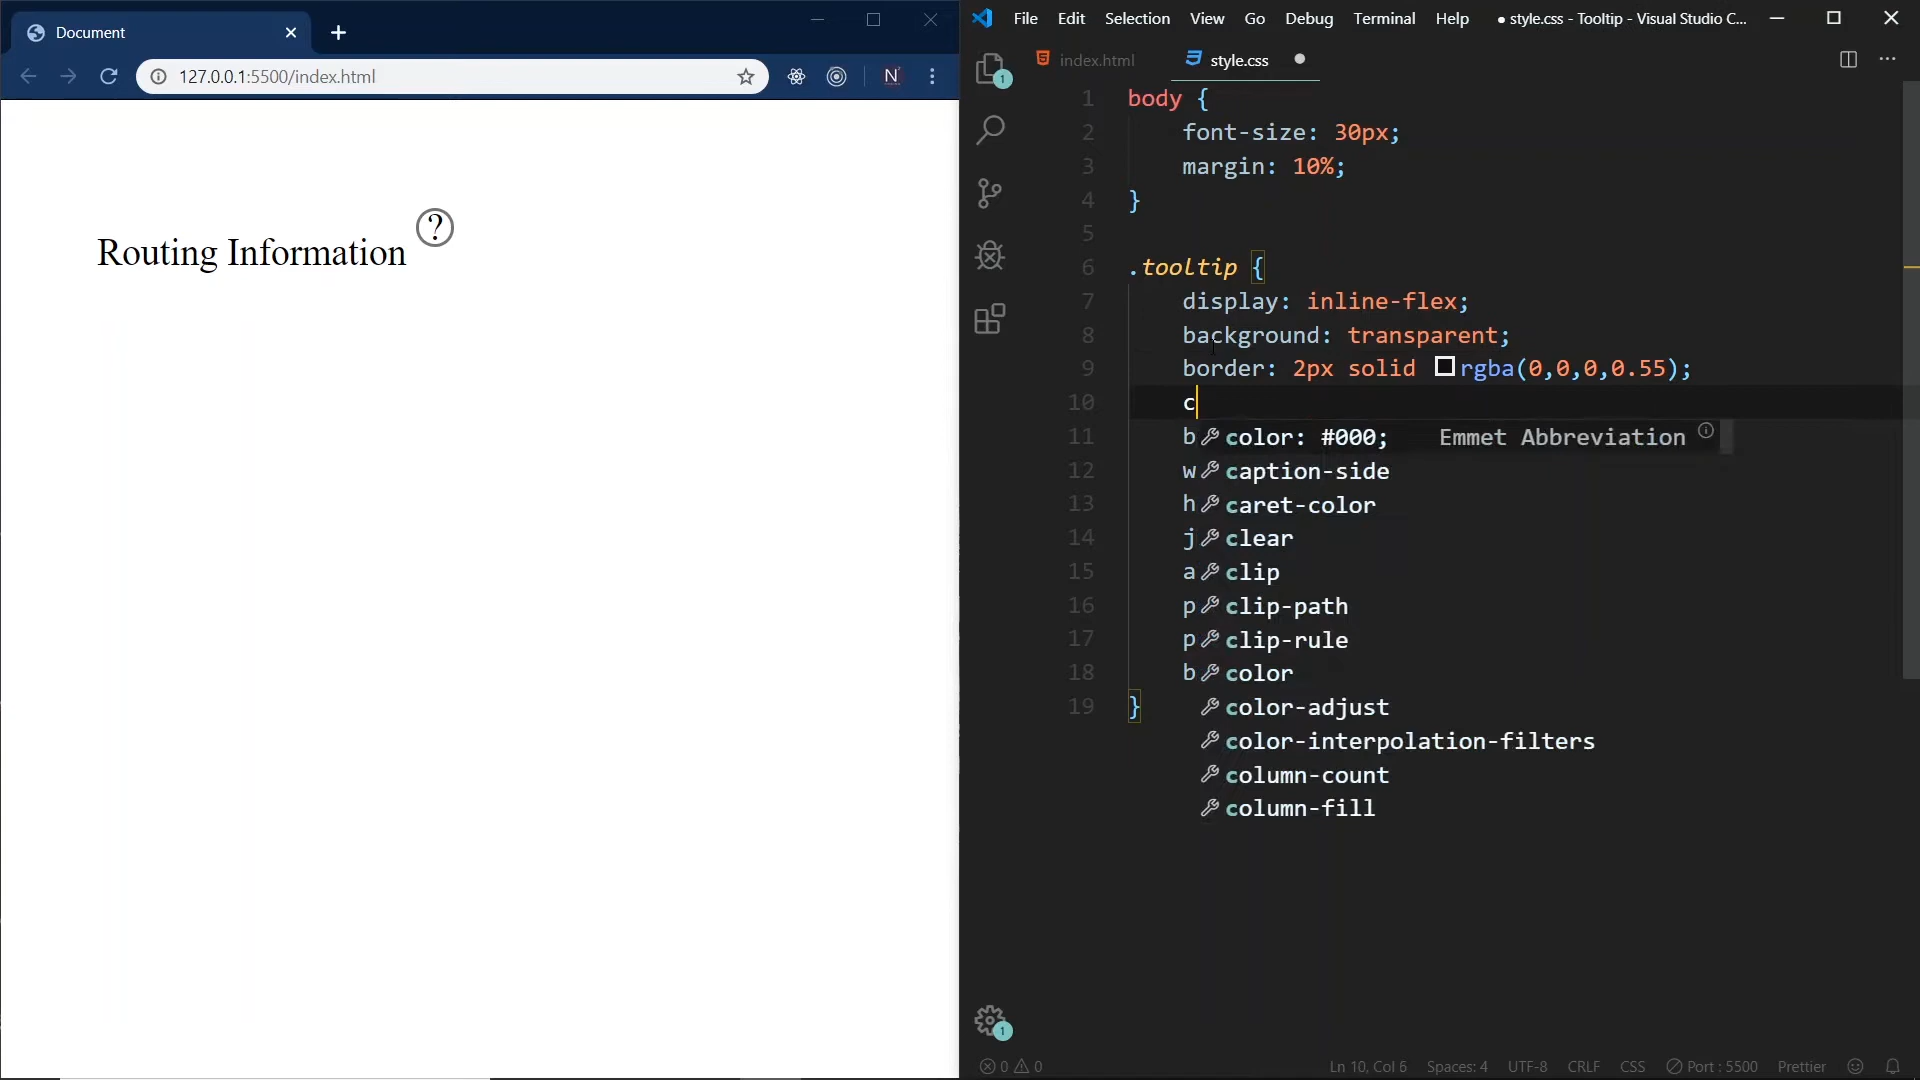 Document
127.0.0.1:5500/index.html
N
Routing Information ?
File Edit Selection View Go Debug Terminal Help ● style.css - Tooltip - Visual Studio C...
1
index.html
style.css
1 body {
2 font-size: 30px;
3 margin: 10%;
4 }
5
6 .tooltip {
7 display: inline-flex;
8 background: transparent;
9 border: 2px solid rgba(0,0,0,0.55);
10 c
11 b color: #000; Emmet Abbreviation
12 w caption-side
13 h caret-color
14 j clear
15 a clip
16 p clip-path
17 p clip-rule
18 b color
19 } color-adjust
color-interpolation-filters
column-count
column-fill
1
0 0 Ln 10, Col 6 Spaces: 4 UTF-8 CRLF CSS Port : 5500 Prettier